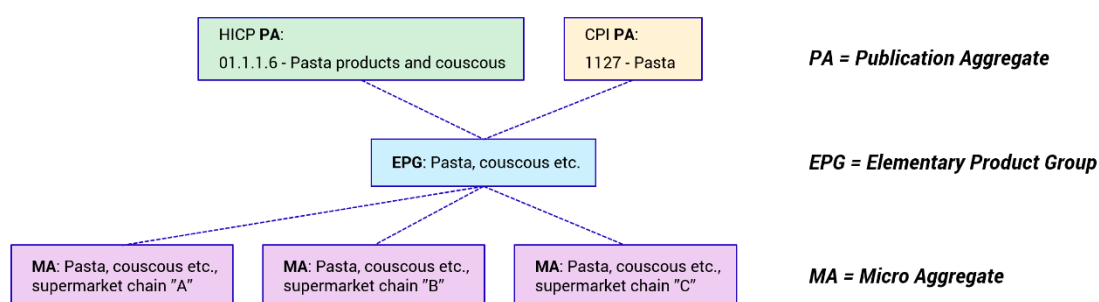 HICP PA:
01.1.1.6 - Pasta products and couscous
CPI PA:
1127 - Pasta
PA = Publication Aggregate
EPG: Pasta, couscous etc.
EPG = Elementary Product Group
MA: Pasta, couscous etc.,
supermarket chain ”A”
MA: Pasta, couscous etc.,
supermarket chain ”B”
MA: Pasta, couscous etc.,
supermarket chain ”C”
MA = Micro Aggregate